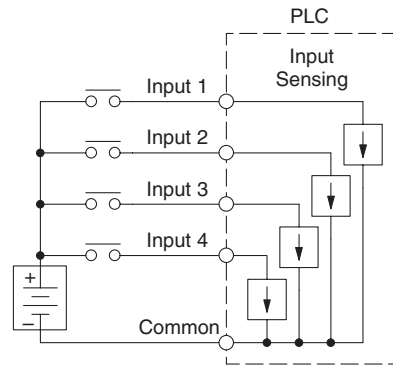 PLC
Input
Sensing
Input 1
Input 2
Input 3
Input 4
+
–
Common